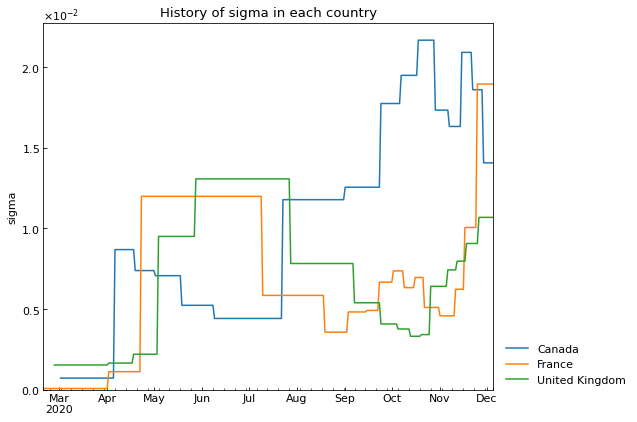 History of sigma in each country
×10⁻²
2.0
1.5
1.0
0.5
0.0
sigma
Mar Apr May Jun Jul Aug Sep Oct Nov Dec
2020
Canada
France
United Kingdom